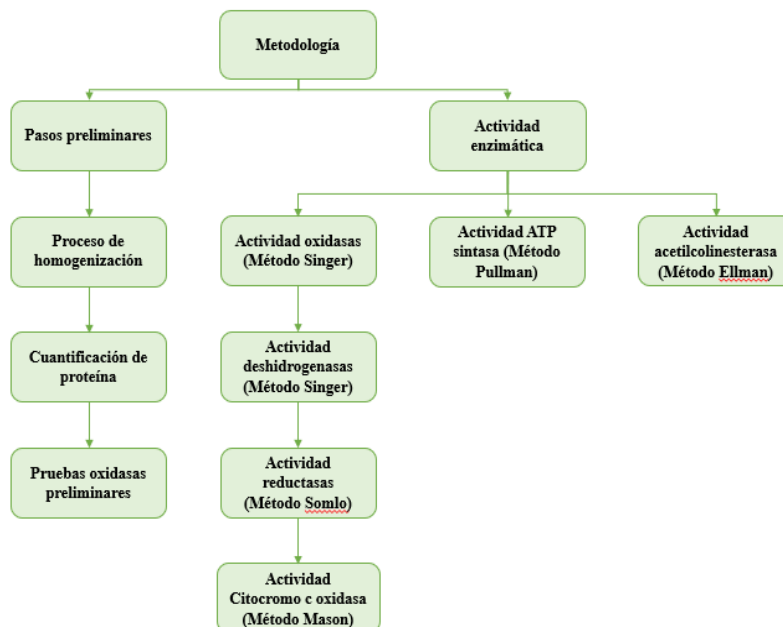 Metodología
Pasos preliminares
Actividad
enzimática
Proceso de
homogenización
Actividad oxidasas
(Método Singer)
Actividad ATP
sintasa (Método
Pullman)
Actividad
acetilcolinesterasa
(Método Ellman)
Cuantificación de
proteína
Actividad
deshidrogenasas
(Método Singer)
Pruebas oxidasas
preliminares
Actividad
reductasas
(Método Somlo)
Actividad
Citocromo c oxidasa
(Método Mason)